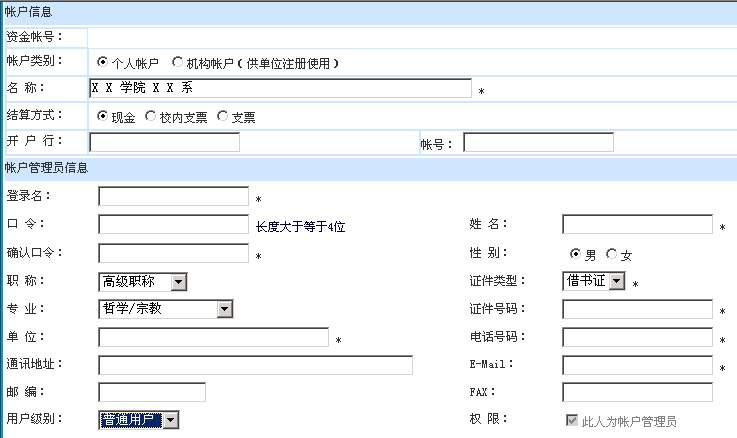 帐户信息
资金帐号：
帐户类别： 个人帐户 机构帐户（供单位注册使用）
名 称： X X 学院 X X 系 *
结算方式： 现金 校内支票 支票
开 户 行： 帐号：
帐户管理员信息
登录名： *
口 令： 长度大于等于4位 姓 名： *
确认口令： * 性 别： 男 女
职 称： 高级职称 证件类型： 借书证 *
专 业： 哲学/宗教 证件号码： *
单 位： * 电话号码： *
通讯地址： E-Mail： *
邮 编： FAX：
用户级别： 普通用户 权 限： 此人为帐户管理员